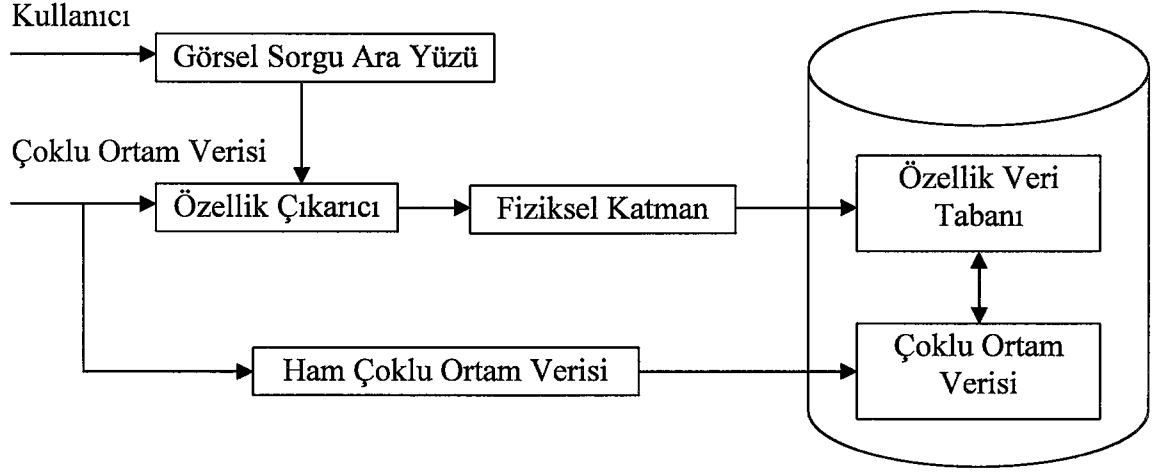 Kullanıcı
Görsel Sorgu Ara Yüzü
Çoklu Ortam Verisi
Özellik Çıkarıcı
Fiziksel Katman
Özellik Veri
Tabanı
Ham Çoklu Ortam Verisi
Çoklu Ortam
Verisi